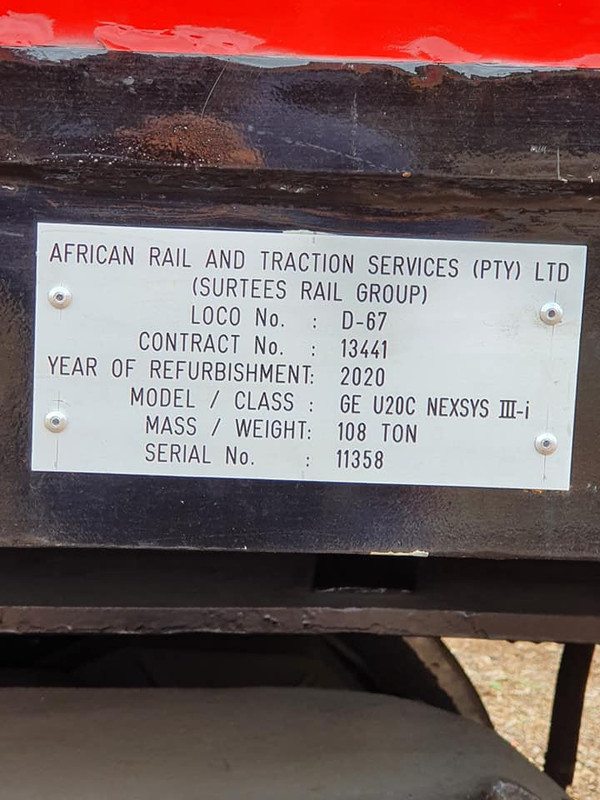 AFRICAN RAIL AND TRACTION SERVICES (PTY) LTD
(SURTEES RAIL GROUP)
LOCO No. : D-67
CONTRACT No. : 13441
YEAR OF REFURBISHMENT: 2020
MODEL / CLASS : GE U20C NEXSYS III-i
MASS / WEIGHT: 108 TON
SERIAL No. : 11358